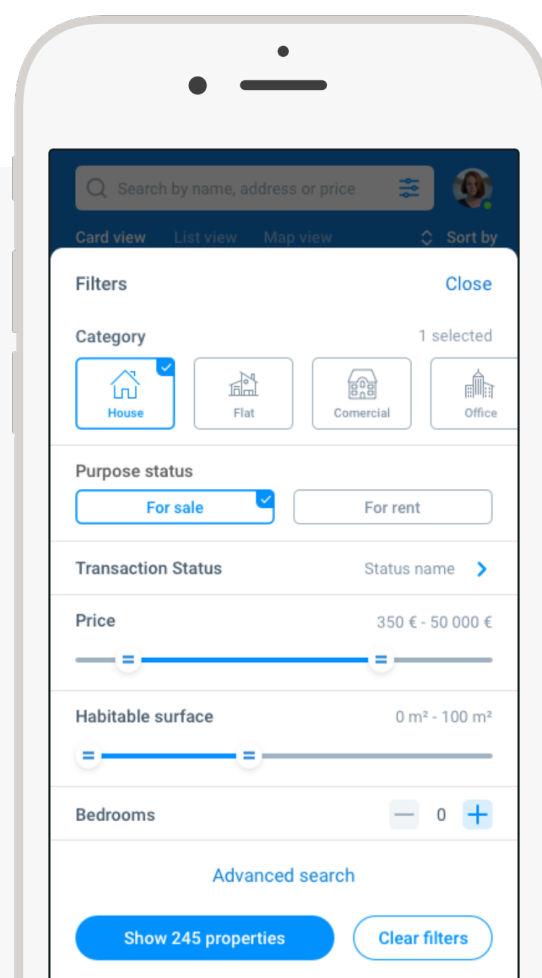 Search by name, address or price
Card view List view Map view Sort by
Filters Close
Category 1 selected
House Flat Comercial Office
Purpose status
For sale For rent
Transaction Status Status name
Price 350 € - 50 000 €
Habitable surface 0 m² - 100 m²
Bedrooms 0
Advanced search
Show 245 properties Clear filters